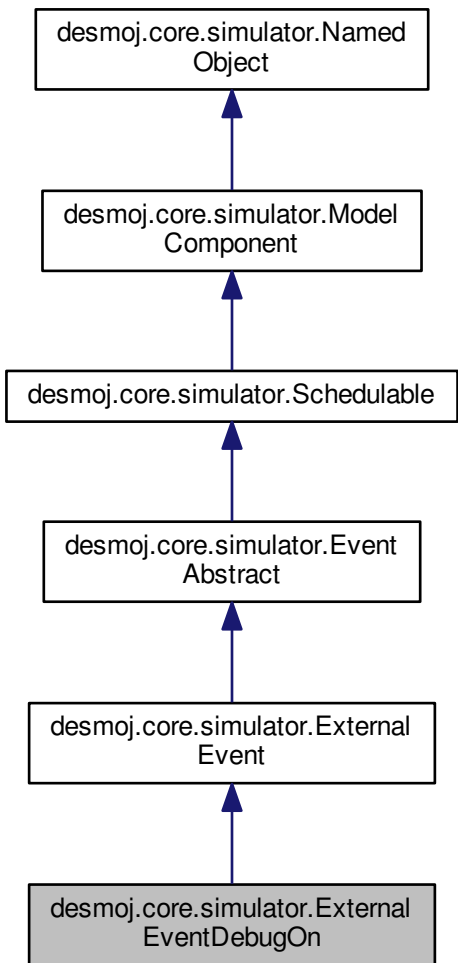 desmoj.core.simulator.Named
Object
desmoj.core.simulator.Model
Component
desmoj.core.simulator.Schedulable
desmoj.core.simulator.Event
Abstract
desmoj.core.simulator.External
Event
desmoj.core.simulator.External
EventDebugOn